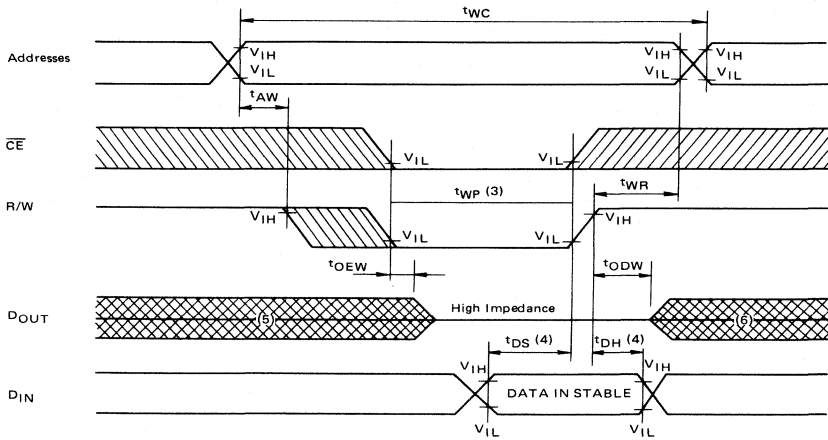 tWC
Addresses
VIH
VIL
VIH
VIL
VIH
VIL
tAW
CE
VIL
VIL
tWP (3)
tWR
R/W
VIH
VIL
VIL
VIH
tOEW
tODW
DOUT
(5)
High Impedance
(6)
tDS (4)
tDH (4)
VIH
VIH
DIN
DATA IN STABLE
VIL
VIL